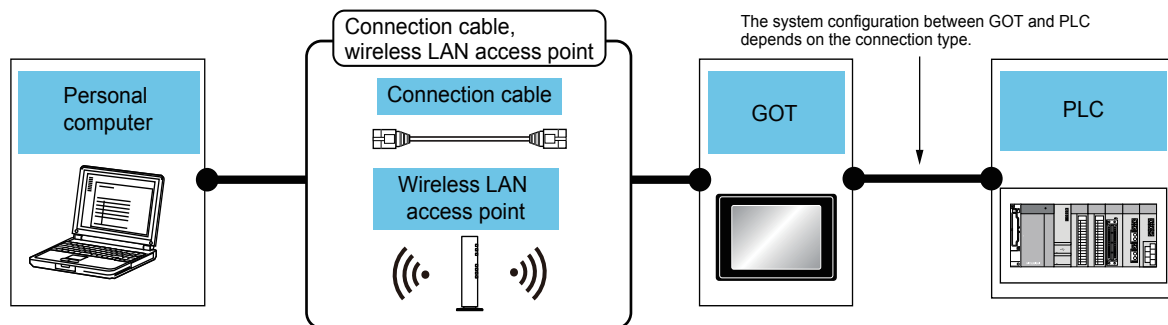 Connection cable,
wireless LAN access point
The system configuration between GOT and PLC
depends on the connection type.
Personal
computer
Connection cable
Wireless LAN
access point
GOT
PLC